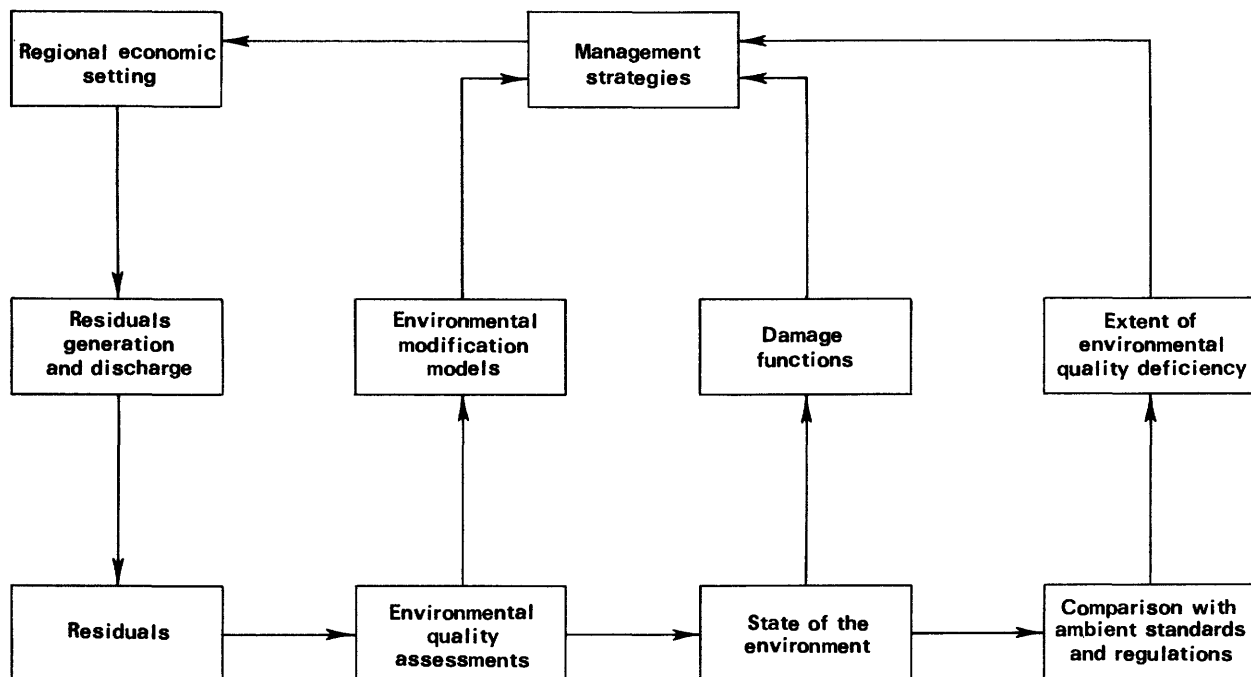 Regional economic
setting
Management
strategies
Residuals
generation
and discharge
Environmental
modification
models
Damage
functions
Extent of
environmental
quality deficiency
Residuals
Environmental
quality
assessments
State of the
environment
Comparison with
ambient standards
and regulations